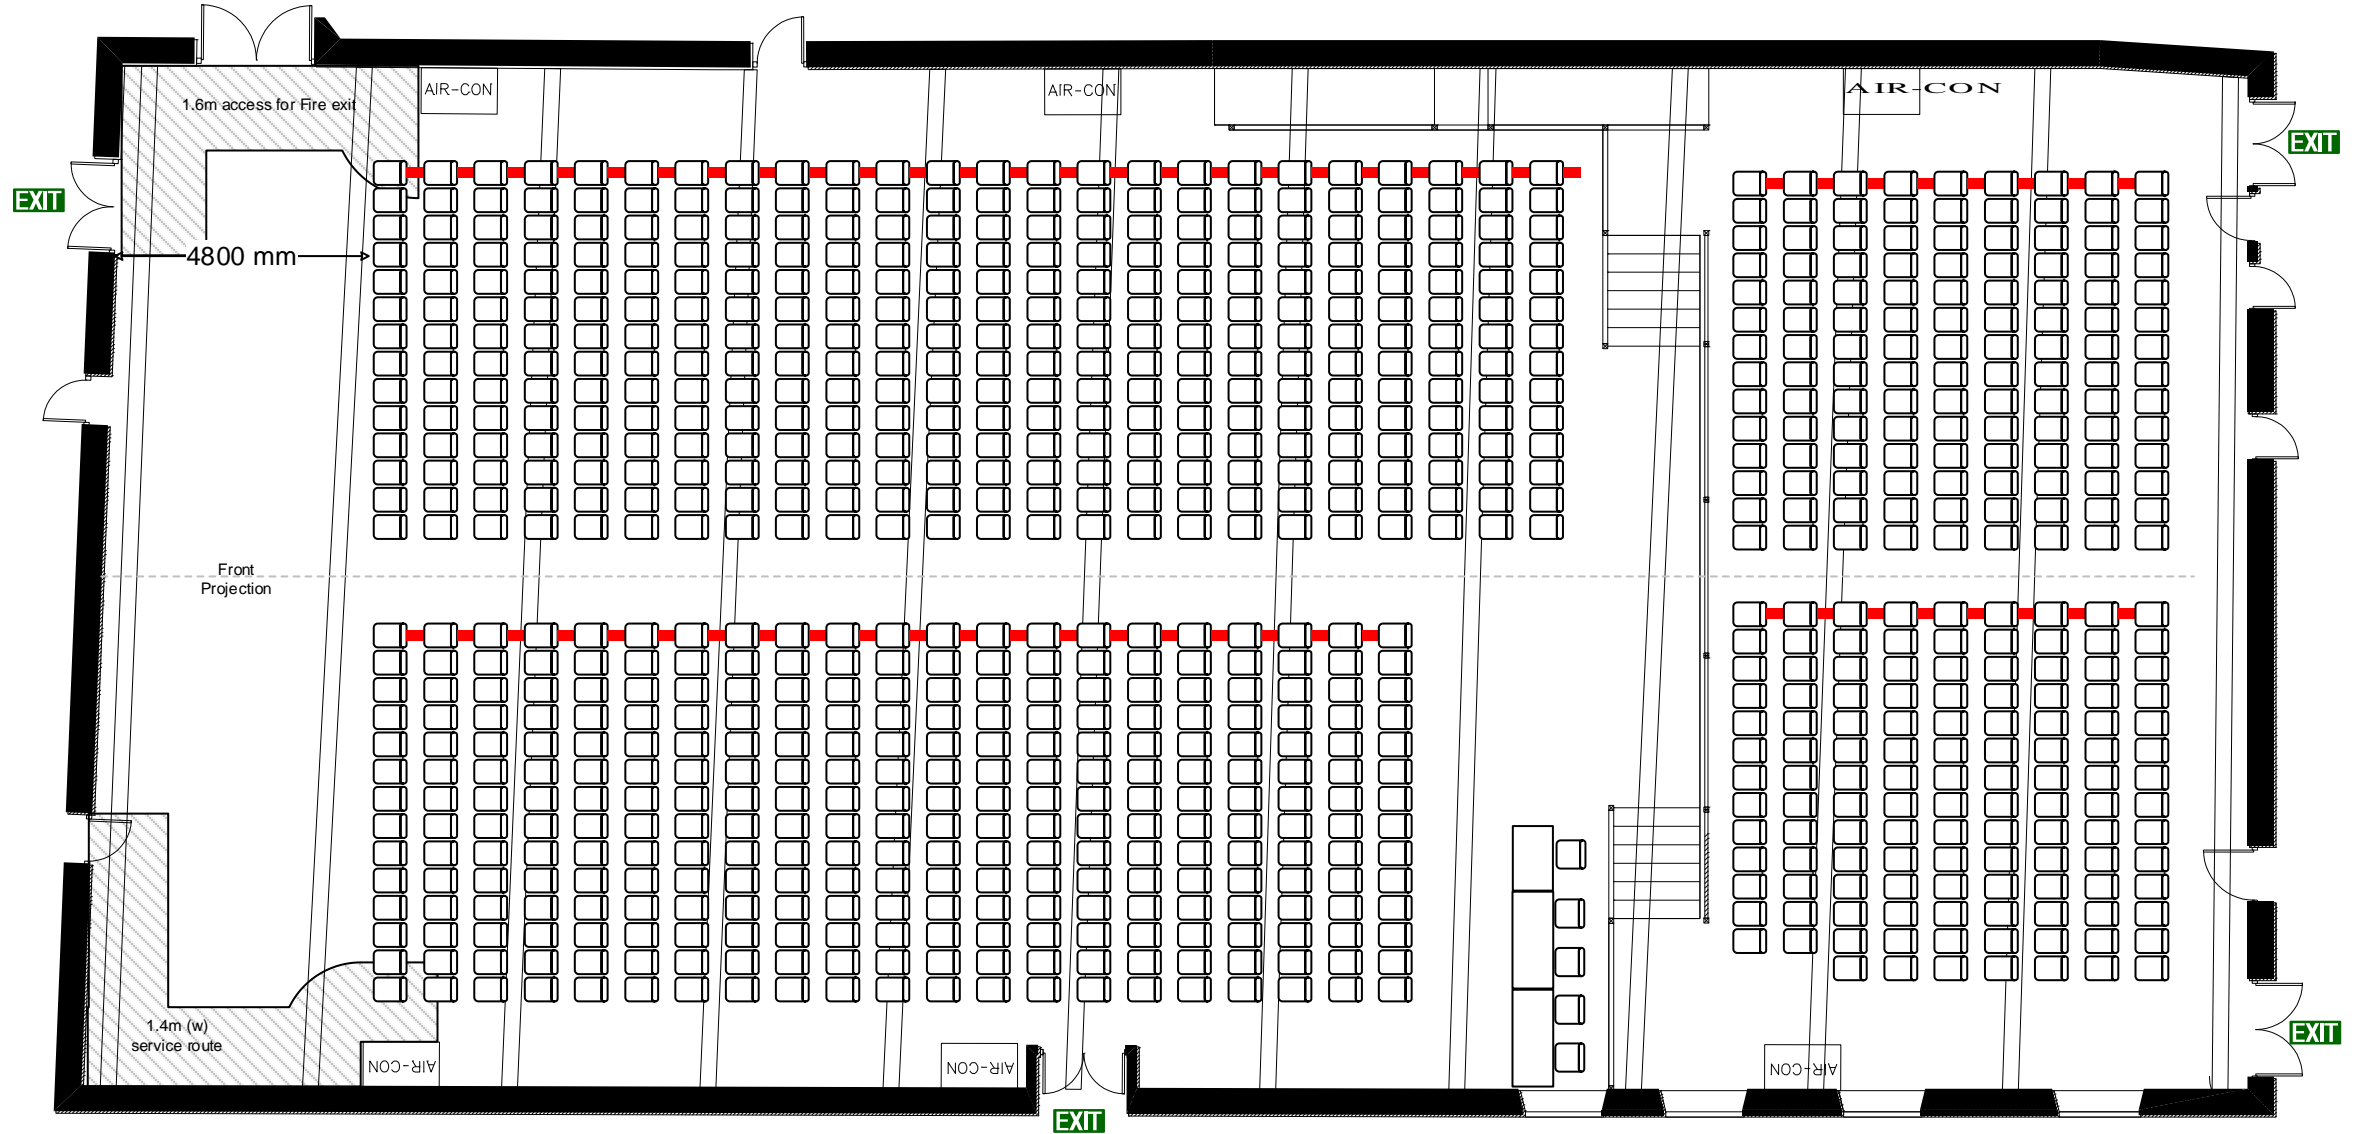 AIR-CON
AIR-CON
AIR-CON
1.6m access for Fire exit
EXIT
EXIT
4800 mm
Front
Projection
1.4m (w)
service route
EXIT
AIR-CON
AIR-CON
AIR-CON
EXIT